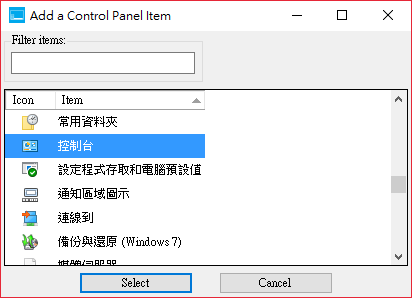 Add a Control Panel Item
Filter items:
Icon Item
常用資料夾
控制台
設定程式存取和電腦預設值
通知區域圖示
連線到
備份與還原 (Windows 7)
Select Cancel